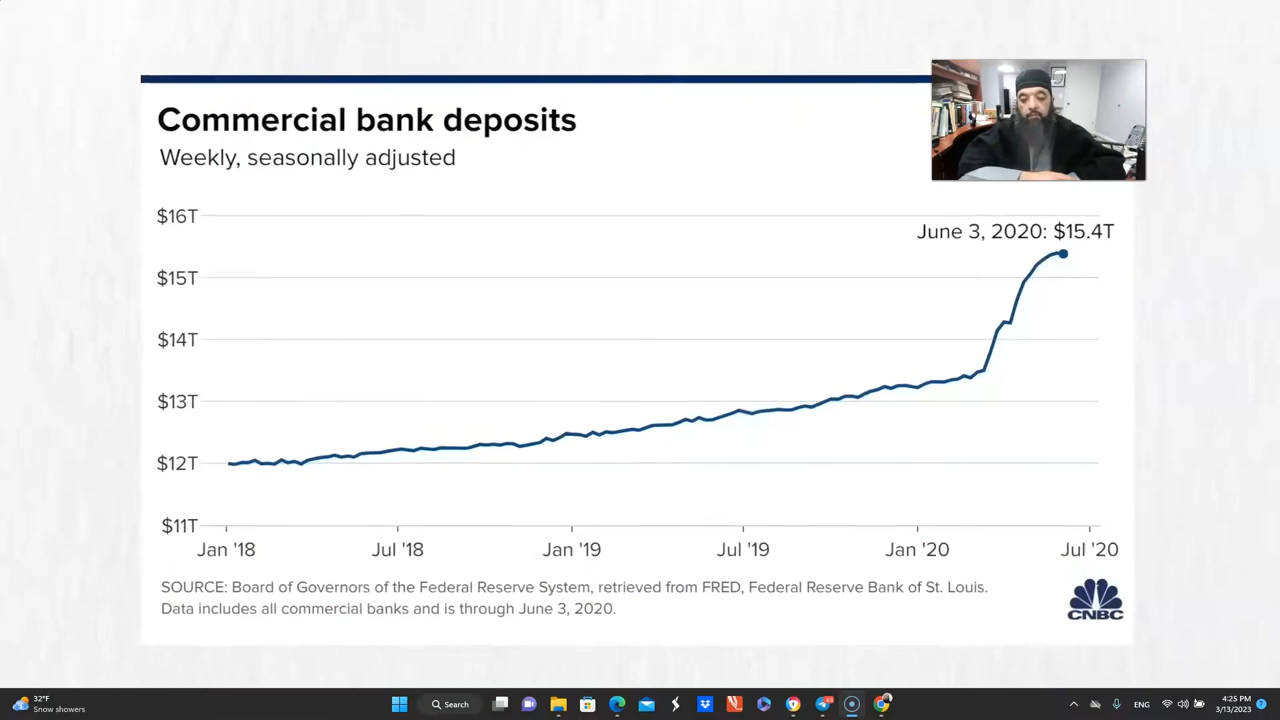 Commercial bank deposits
Weekly, seasonally adjusted
$16T
June 3, 2020: $15.4T
$15T
$14T
$13T
$12T
$11T
Jan '18 Jul '18 Jan '19 Jul '19 Jan '20 Jul '20
SOURCE: Board of Governors of the Federal Reserve System, retrieved from FRED, Federal Reserve Bank of St. Louis.
Data includes all commercial banks and is through June 3, 2020.
CNBC
32°F
Snow showers
Search
ENG
4:25 PM
3/13/2023